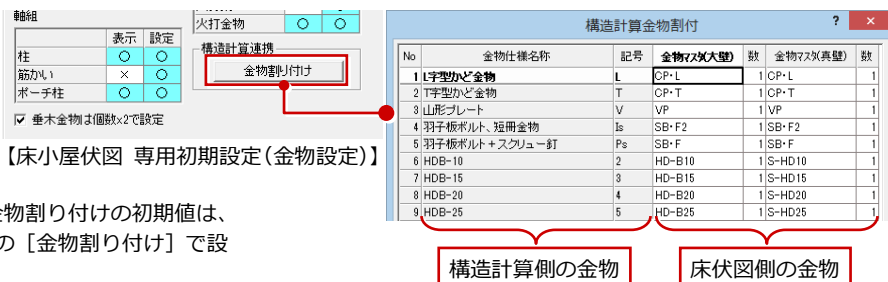 軸組
表示 設定
柱 ○ ○
筋かい × ○
ポーチ柱 ○ ○
火打金物 ○ ○
構造計算連携
金物割り付け
垂木金物は個数×2で設定
【床小屋伏図 専用初期設定(金物設定)】
金物割り付けの初期値は、
の［金物割り付け］で設
構造計算金物割付 ? ×
No 金物仕様名称 記号 金物マスタ(大壁) 数 金物マスタ(真壁) 数
1 L字型かど金物 L CP・L 1 CP・L 1
2 T字型かど金物 T CP・T 1 CP・T 1
3 山形プレート V VP 1 VP 1
4 羽子板ボルト、短冊金物 Is SB・F2 1 SB・F2 1
5 羽子板ボルト+スクリュー釘 Ps SB・F 1 SB・F 1
6 HDB-10 2 HD-B10 1 S-HD10 1
7 HDB-15 3 HD-B15 1 S-HD15 1
8 HDB-20 4 HD-B20 1 S-HD20 1
9 HDB-25 5 HD-B25 1 S-HD25 1
構造計算側の金物
床伏図側の金物